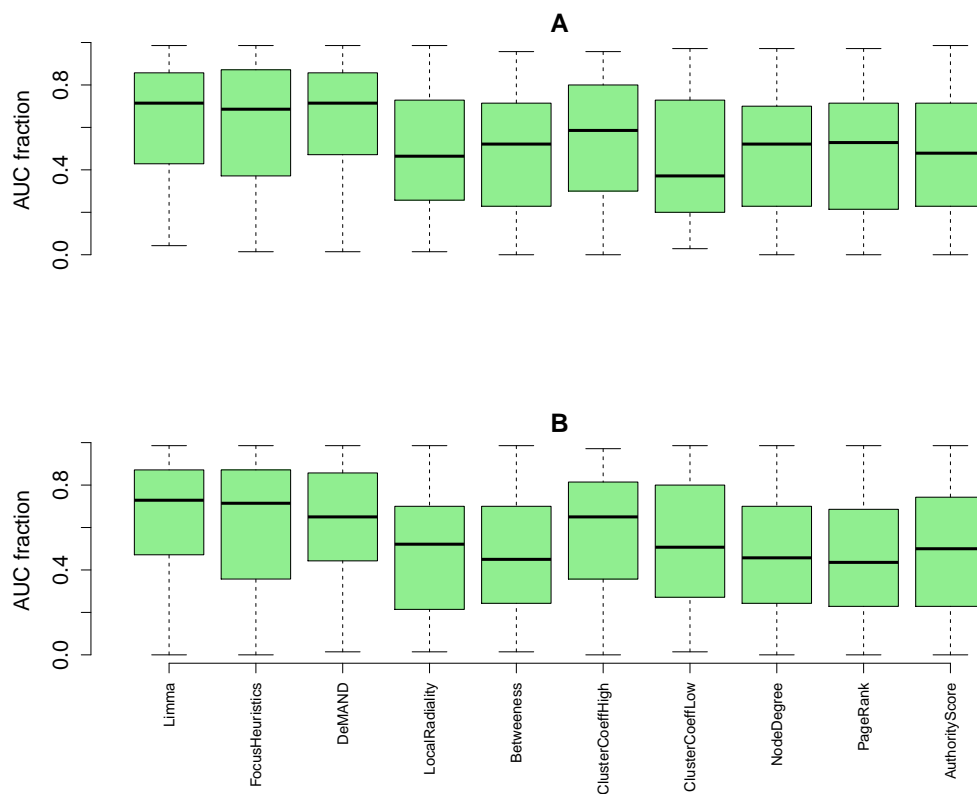 A
AUC fraction
0.8
0.4
0.0
B
AUC fraction
0.8
0.4
0.0
Limma
FocusHeuristics
DeMAND
LocalRadiality
Betweeness
ClusterCoeffHigh
ClusterCoeffLow
NodeDegree
PageRank
AuthorityScore